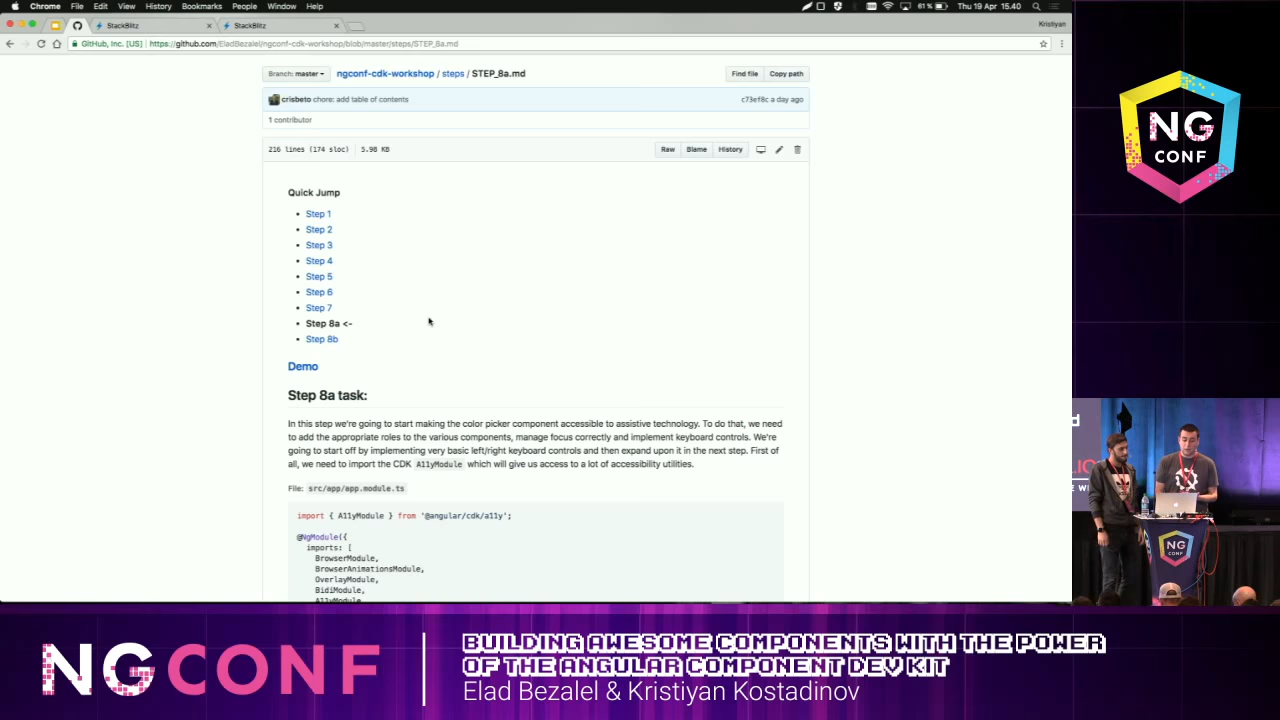 Chrome File Edit View History Bookmarks People Window Help
61 % Thu 19 Apr 15.40
StackBlitz StackBlitz Kristiyan
GitHub, Inc. [US] https://github.com/EladBezalel/ngconf-cdk-workshop/blob/master/steps/STEP_8a.md
Branch: master ngconf-cdk-workshop / steps / STEP_8a.md Find file Copy path
crisbeto chore: add table of contents c73ef8c a day ago
1 contributor
216 lines (174 sloc) 5.98 KB Raw Blame History
Quick Jump
• Step 1
• Step 2
• Step 3
• Step 4
• Step 5
• Step 6
• Step 7
• Step 8a <-
• Step 8b
Demo
Step 8a task:
In this step we're going to start making the color picker component accessible to assistive technology. To do that, we need
to add the appropriate roles to the various components, manage focus correctly and implement keyboard controls. We're
going to start off by implementing very basic left/right keyboard controls and then expand upon it in the next step. First of
all, we need to import the CDK A11yModule which will give us access to a lot of accessibility utilities.
File: src/app/app.module.ts
import { A11yModule } from '@angular/cdk/a11y';
@NgModule({
imports: [
BrowserModule,
BrowserAnimationsModule,
OverlayModule,
BidiModule,
A11yModule
NG
CONF
NG
CONF
NGCONF
BUILDING AWESOME COMPONENTS WITH THE POWER
OF THE ANGULAR COMPONENT DEV KIT
Elad Bezalel & Kristiyan Kostadinov